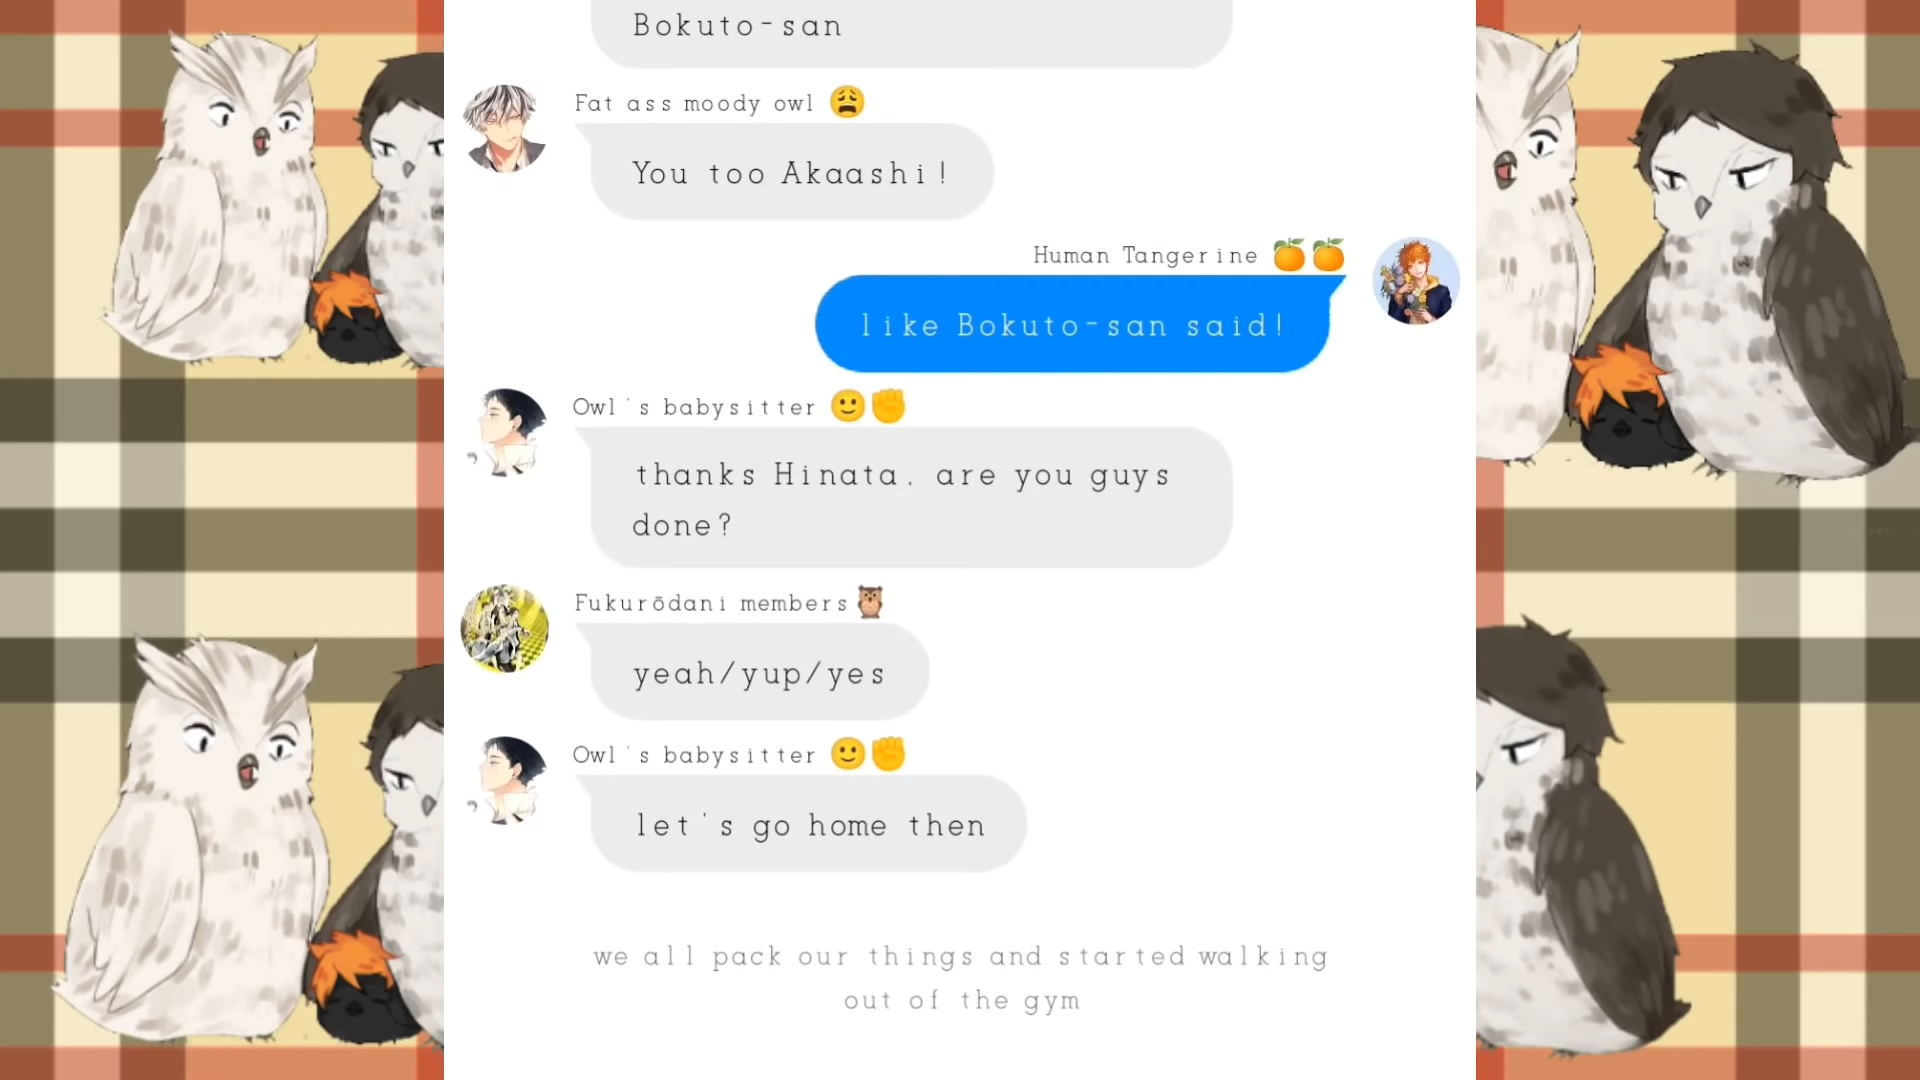 Bokuto-san
Fat ass moody owl 😩
You too Akaashi!
Human Tangerine 🍊🍊
like Bokuto-san said!
Owl's babysitter 🙂✊
thanks Hinata, are you guys
done?
Fukurōdani members🦉
yeah/yup/yes
Owl's babysitter 🙂✊
let's go home then
we all pack our things and started walking
out of the gym